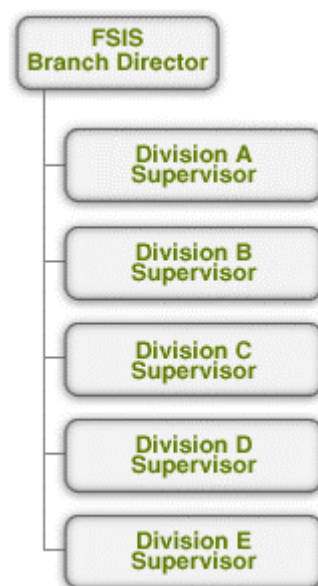 FSIS
Branch Director
Division A
Supervisor
Division B
Supervisor
Division C
Supervisor
Division D
Supervisor
Division E
Supervisor